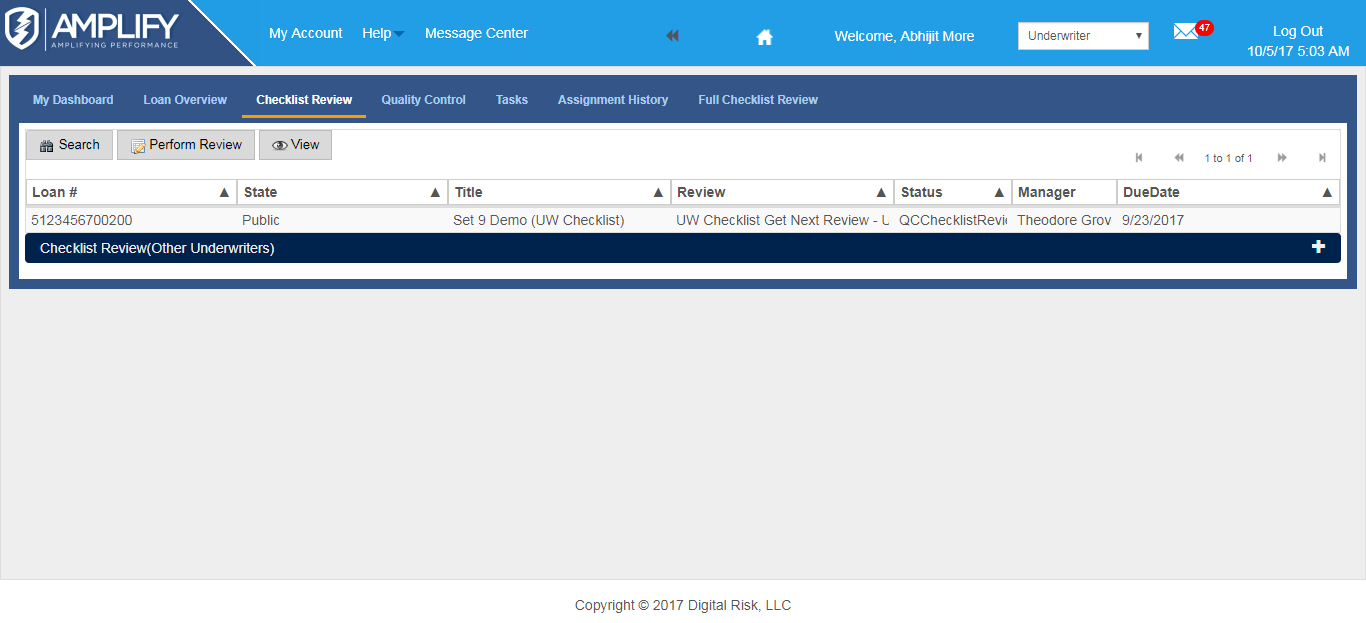 AMPLIFY
AMPLIFYING PERFORMANCE
My Account Help Message Center Welcome, Abhijit More Underwriter 47 Log Out
10/5/17 5:03 AM
My Dashboard Loan Overview Checklist Review Quality Control Tasks Assignment History Full Checklist Review
Search Perform Review View
1 to 1 of 1
Loan # State Title Review Status Manager DueDate
5123456700200 Public Set 9 Demo (UW Checklist) UW Checklist Get Next Review - U QCChecklistRevi Theodore Grov 9/23/2017
Checklist Review(Other Underwriters)
Copyright © 2017 Digital Risk, LLC